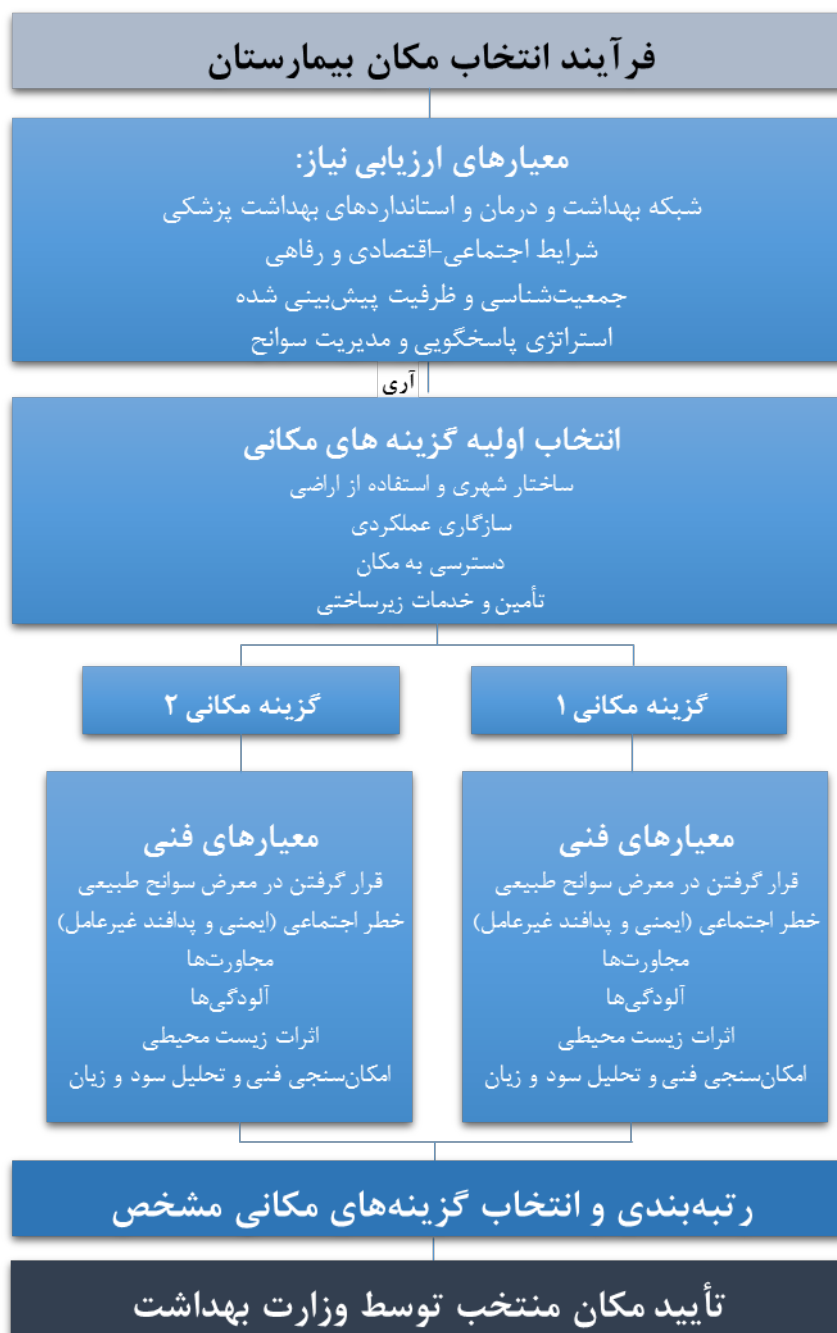 فرآیند انتخاب مکان بیمارستان
معیارهای ارزیابی نیاز:
شبکه بهداشت و درمان و استانداردهای بهداشت پزشکی
شرایط اجتماعی-اقتصادی و رفاهی
جمعیت‌شناسی و ظرفیت پیش‌بینی شده
استراتژی پاسخگویی و مدیریت سوانح
آری
انتخاب اولیه گزینه های مکانی
ساختار شهری و استفاده از اراضی
سازگاری عملکردی
دسترسی به مکان
تأمین و خدمات زیرساختی
گزینه مکانی ۱
گزینه مکانی ۲
معیارهای فنی
قرار گرفتن در معرض سوانح طبیعی
خطر اجتماعی (ایمنی و پدافند غیرعامل)
مجاورت‌ها
آلودگی‌ها
اثرات زیست محیطی
امکان‌سنجی فنی و تحلیل سود و زیان
معیارهای فنی
قرار گرفتن در معرض سوانح طبیعی
خطر اجتماعی (ایمنی و پدافند غیرعامل)
مجاورت‌ها
آلودگی‌ها
اثرات زیست محیطی
امکان‌سنجی فنی و تحلیل سود و زیان
رتبه‌بندی و انتخاب گزینه‌های مکانی مشخص
تأیید مکان منتخب توسط وزارت بهداشت